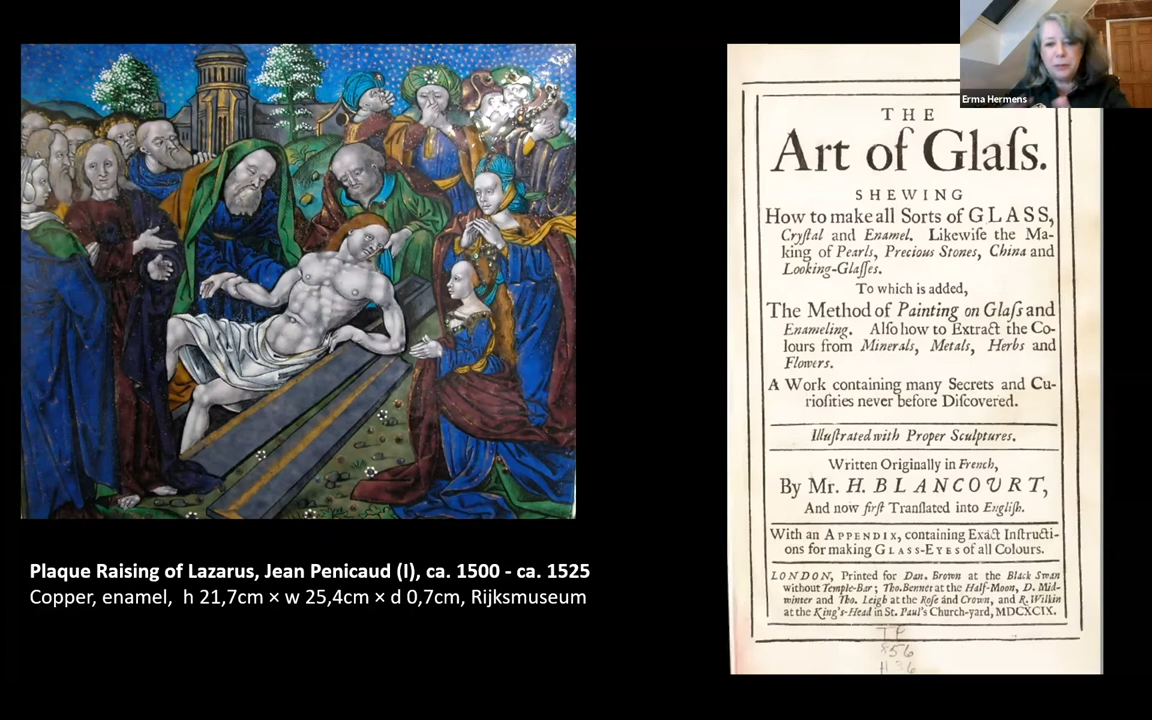 Erma Hermens
THE
Art of Glaſs.
SHEWING
How to make all Sorts of GLASS,
Cryſtal and Enamel. Likewiſe the Ma-
king of Pearls, Precious Stones, China and
Looking-Glaſſes.
To which is added,
The Method of Painting on Glaſs and
Enameling. Alſo how to Extract the Co-
lours from Minerals, Metals, Herbs and
Flowers.
A Work containing many Secrets and Cu-
rioſities never before Diſcovered.
Illuſtrated with Proper Sculptures.
Written Originally in French,
By Mr. H. BLANCOURT,
And now firſt Tranſlated into Engliſh.
With an APPENDIX, containing Exact Inſtructi-
ons for making GLASS-EYES of all Colours.
LONDON, Printed for Dan. Brown at the Black Swan
without Temple-Bar; Tho. Bennet at the Half-Moon, D. Mid-
winter and Tho. Leigh at the Roſe and Crown, and R. Wilkin
at the King's-Head in St. Paul's Church-yard, MDCXCIX.
TP
856
H36
Plaque Raising of Lazarus, Jean Penicaud (I), ca. 1500 - ca. 1525
Copper, enamel, h 21,7cm × w 25,4cm × d 0,7cm, Rijksmuseum